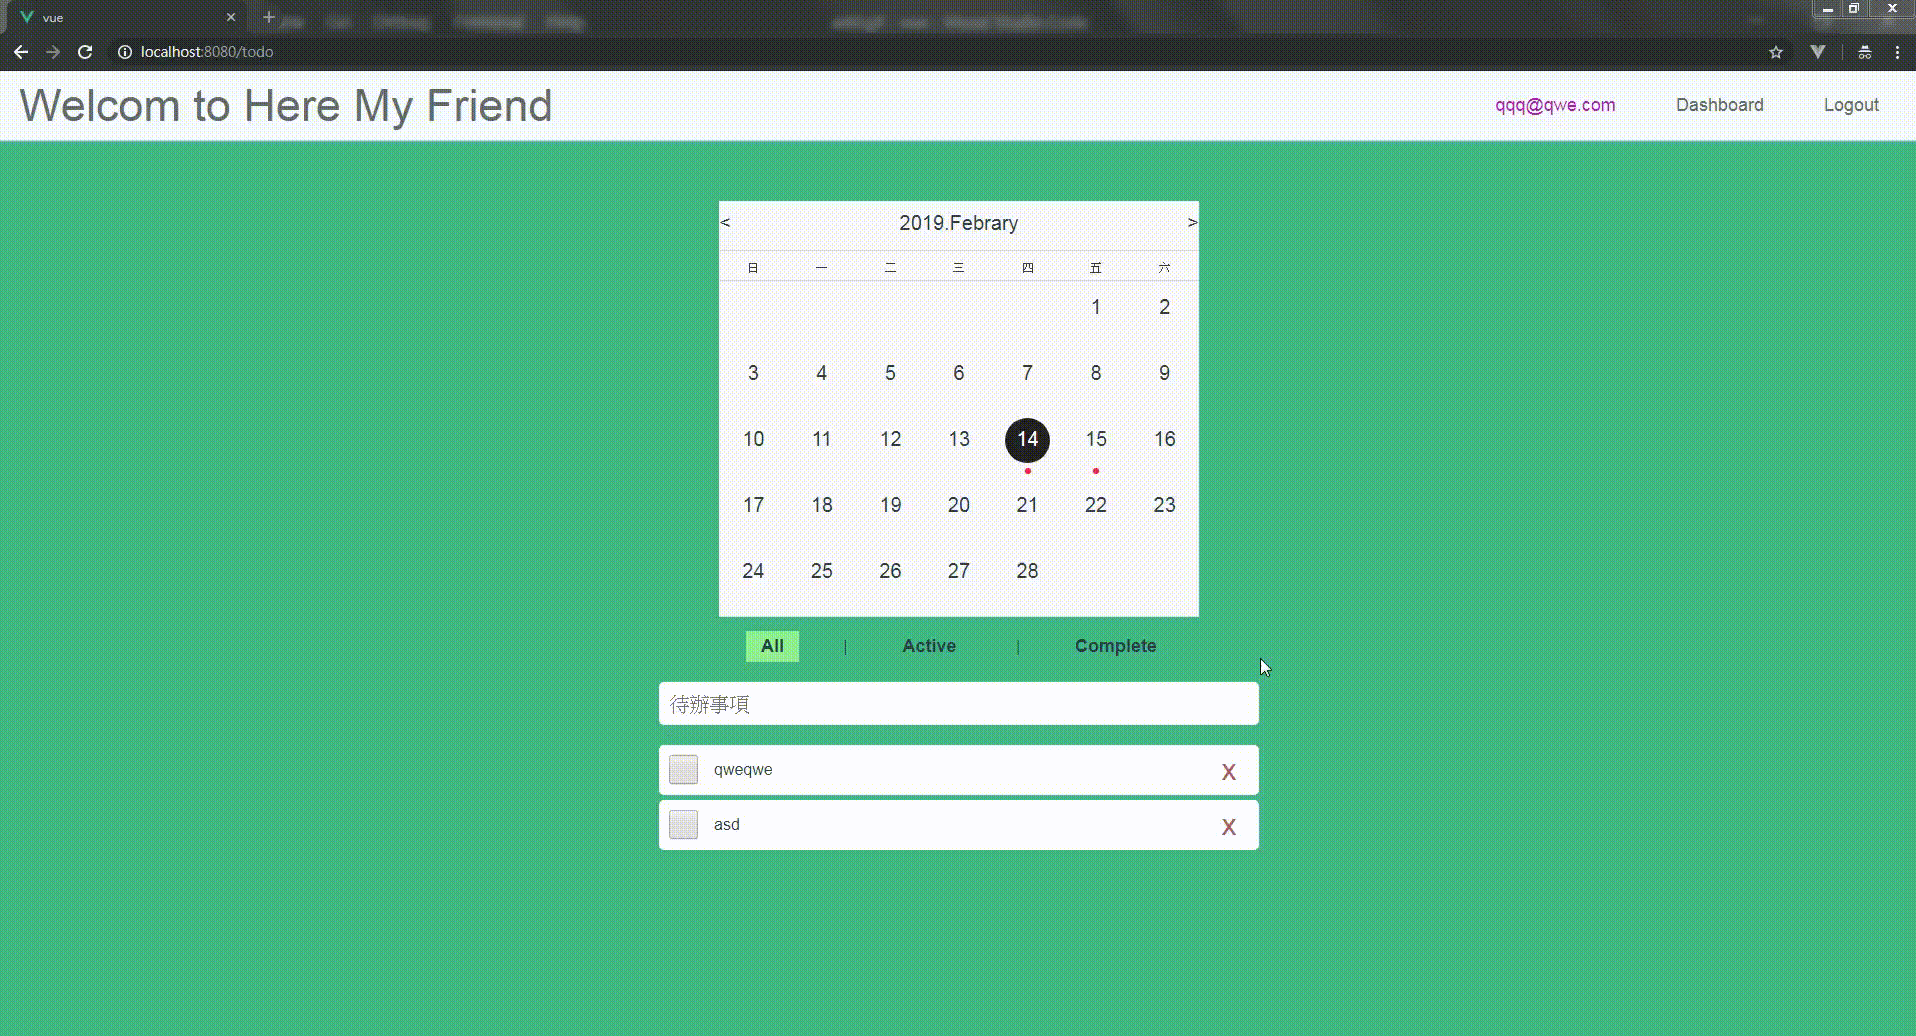 vue
localhost:8080/todo
Welcom to Here My Friend
qqq@qwe.com Dashboard Logout
< 2019.Febrary >
日 一 二 三 四 五 六
1 2
3 4 5 6 7 8 9
10 11 12 13 14 15 16
17 18 19 20 21 22 23
24 25 26 27 28
All | Active | Complete
待辦事項
qweqwe X
asd X